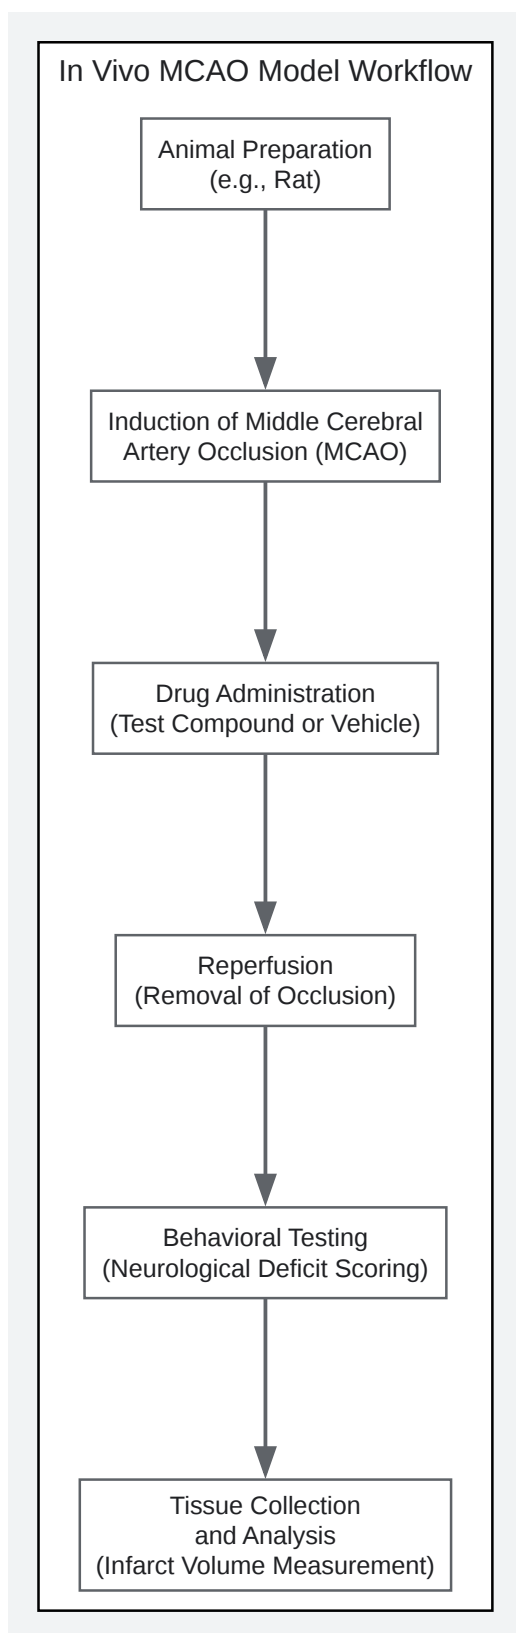 In Vivo MCAO Model Workflow
Animal Preparation
(e.g., Rat)
Induction of Middle Cerebral
Artery Occlusion (MCAO)
Drug Administration
(Test Compound or Vehicle)
Reperfusion
(Removal of Occlusion)
Behavioral Testing
(Neurological Deficit Scoring)
Tissue Collection
and Analysis
(Infarct Volume Measurement)